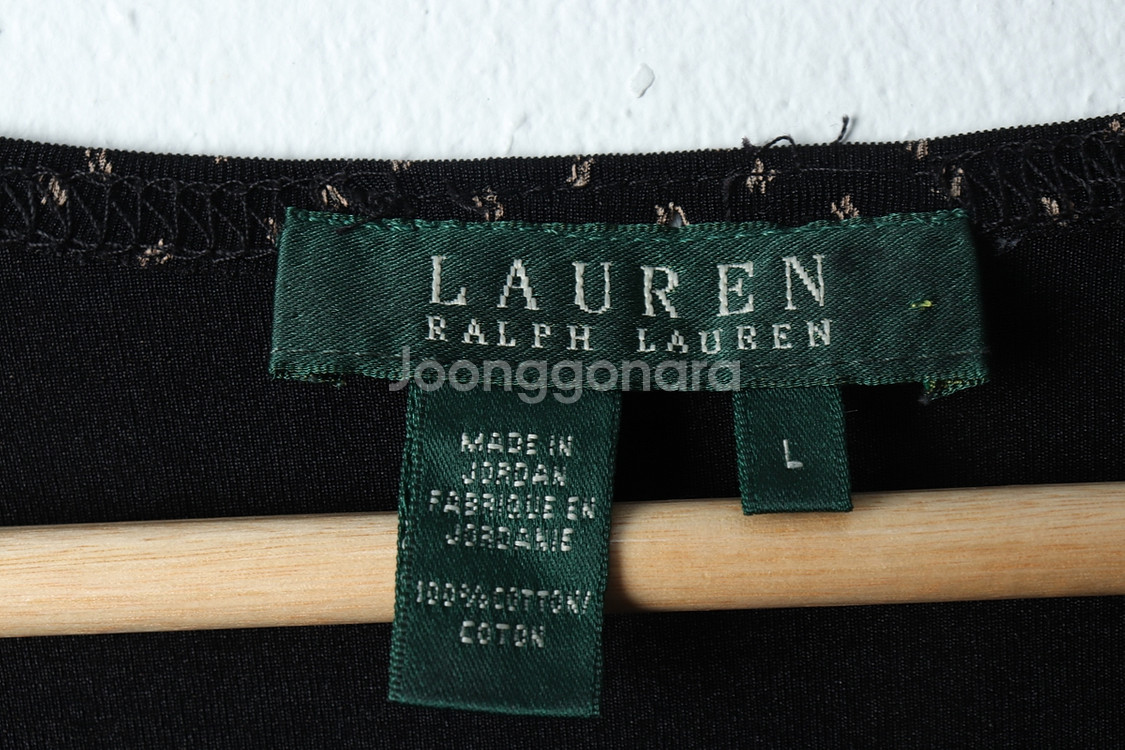 LAUREN
RALPH LAUREN
Joonggonara
MADE IN
JORDAN
FABRIQUE EN
JORDANIE
100% COTTON/
COTON
L